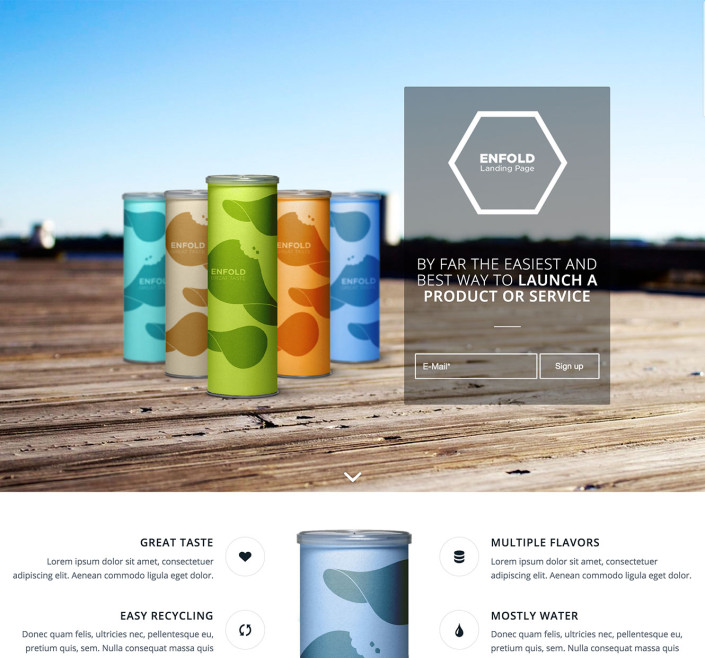 ENFOLD
Landing Page
ENFOLD
ENFOLD
ENFOLD
BY FAR THE EASIEST AND
BEST WAY TO LAUNCH A
PRODUCT OR SERVICE
E-Mail*
Sign up
GREAT TASTE
Lorem ipsum dolor sit amet, consectetuer
adipiscing elit. Aenean commodo ligula eget dolor.
EASY RECYCLING
Donec quam felis, ultricies nec, pellentesque eu,
pretium quis, sem. Nulla consequat massa quis
MULTIPLE FLAVORS
Lorem ipsum dolor sit amet, consectetuer
adipiscing elit. Aenean commodo ligula eget dolor.
MOSTLY WATER
Donec quam felis, ultricies nec, pellentesque eu,
pretium quis, sem. Nulla consequat massa quis